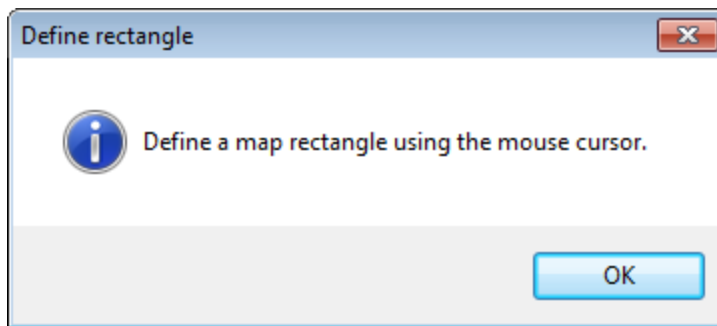 Define rectangle
Define a map rectangle using the mouse cursor.
OK